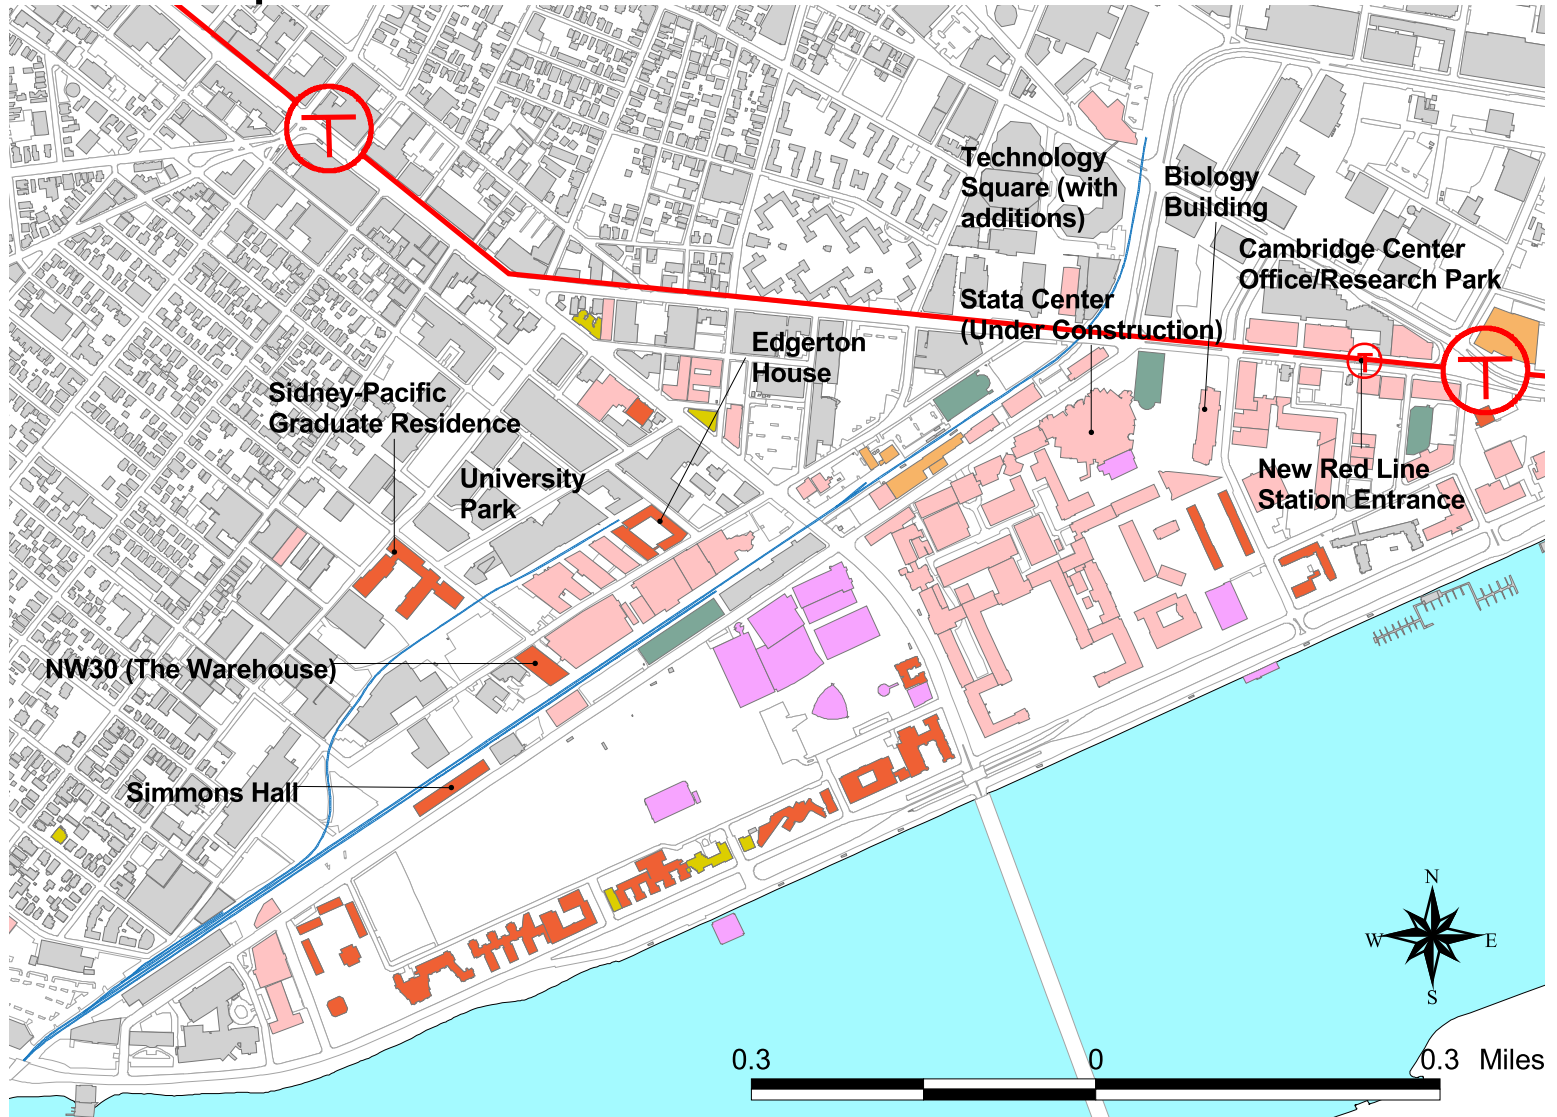 T
Technology
Square (with
additions)
Biology
Building
Cambridge Center
Office/Research Park
Stata Center
(Under Construction)
Edgerton
House
T
T
Sidney-Pacific
Graduate Residence
University
Park
New Red Line
Station Entrance
NW30 (The Warehouse)
Simmons Hall
N
W
E
S
0.3
0
0.3 Miles